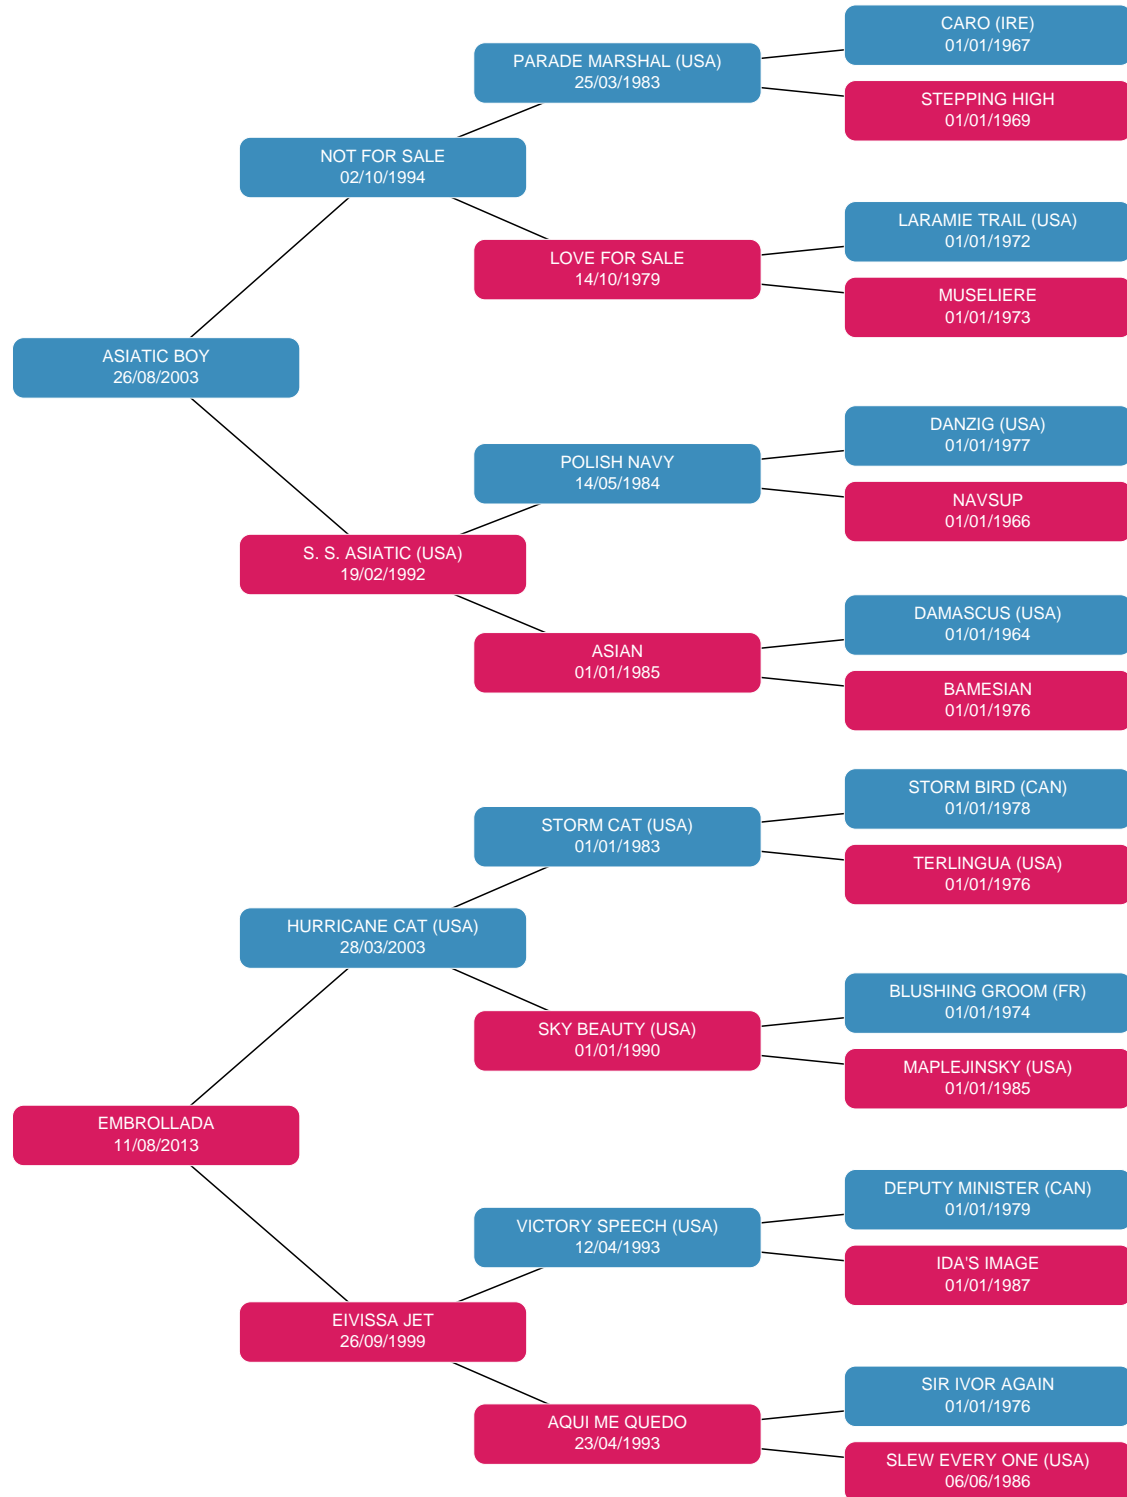 CARO (IRE)
01/01/1967
PARADE MARSHAL (USA)
25/03/1983
STEPPING HIGH
01/01/1969
NOT FOR SALE
02/10/1994
LARAMIE TRAIL (USA)
01/01/1972
LOVE FOR SALE
14/10/1979
MUSELIERE
01/01/1973
ASIATIC BOY
26/08/2003
DANZIG (USA)
01/01/1977
POLISH NAVY
14/05/1984
NAVSUP
01/01/1966
S. S. ASIATIC (USA)
19/02/1992
DAMASCUS (USA)
01/01/1964
ASIAN
01/01/1985
BAMESIAN
01/01/1976
STORM BIRD (CAN)
01/01/1978
STORM CAT (USA)
01/01/1983
TERLINGUA (USA)
01/01/1976
HURRICANE CAT (USA)
28/03/2003
BLUSHING GROOM (FR)
01/01/1974
SKY BEAUTY (USA)
01/01/1990
MAPLEJINSKY (USA)
01/01/1985
EMBROLLADA
11/08/2013
DEPUTY MINISTER (CAN)
01/01/1979
VICTORY SPEECH (USA)
12/04/1993
IDA'S IMAGE
01/01/1987
EIVISSA JET
26/09/1999
SIR IVOR AGAIN
01/01/1976
AQUI ME QUEDO
23/04/1993
SLEW EVERY ONE (USA)
06/06/1986